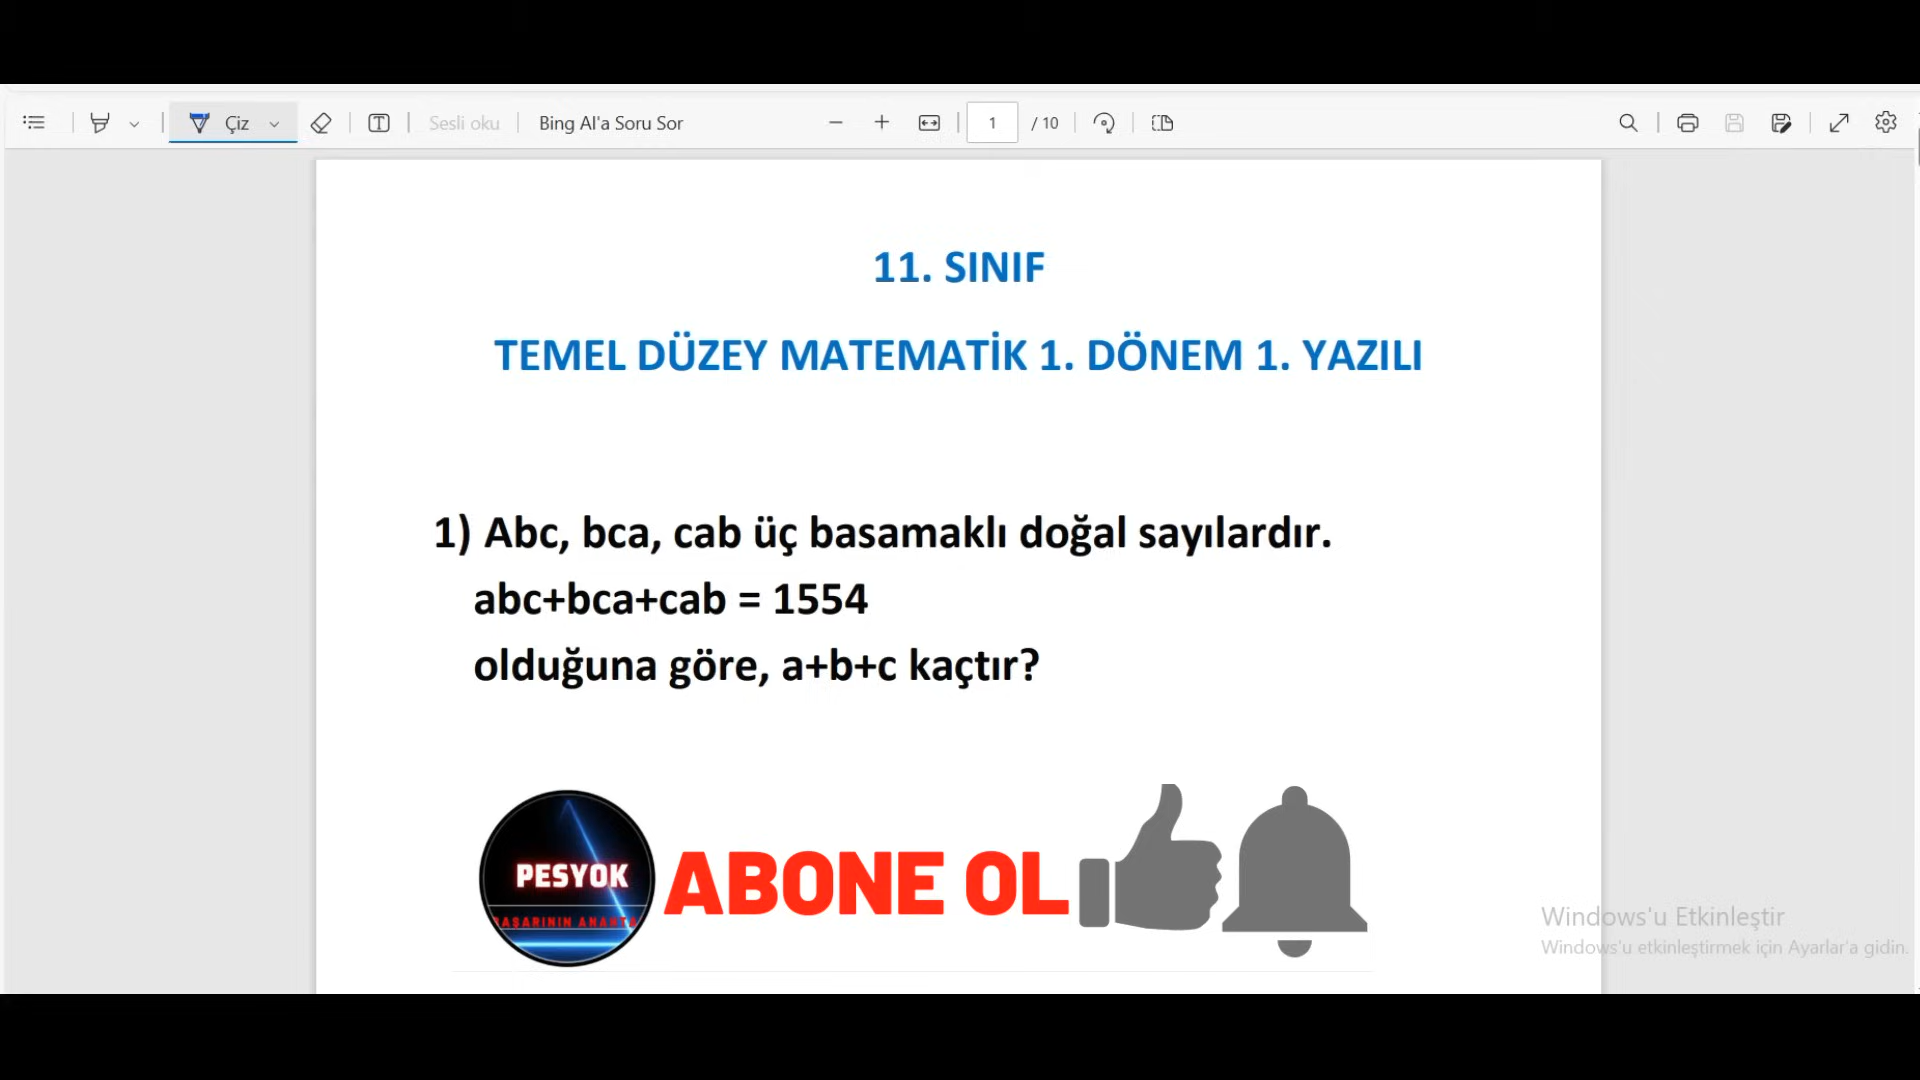 Çiz
Sesli oku
Bing AI'a Soru Sor
1
/ 10
11. SINIF
TEMEL DÜZEY MATEMATİK 1. DÖNEM 1. YAZILI
1) Abc, bca, cab üç basamaklı doğal sayılardır.
abc+bca+cab = 1554
olduğuna göre, a+b+c kaçtır?
PESYOK
ABONE OL
Windows'u Etkinleştir
Windows'u etkinleştirmek için Ayarlar'a gidin.